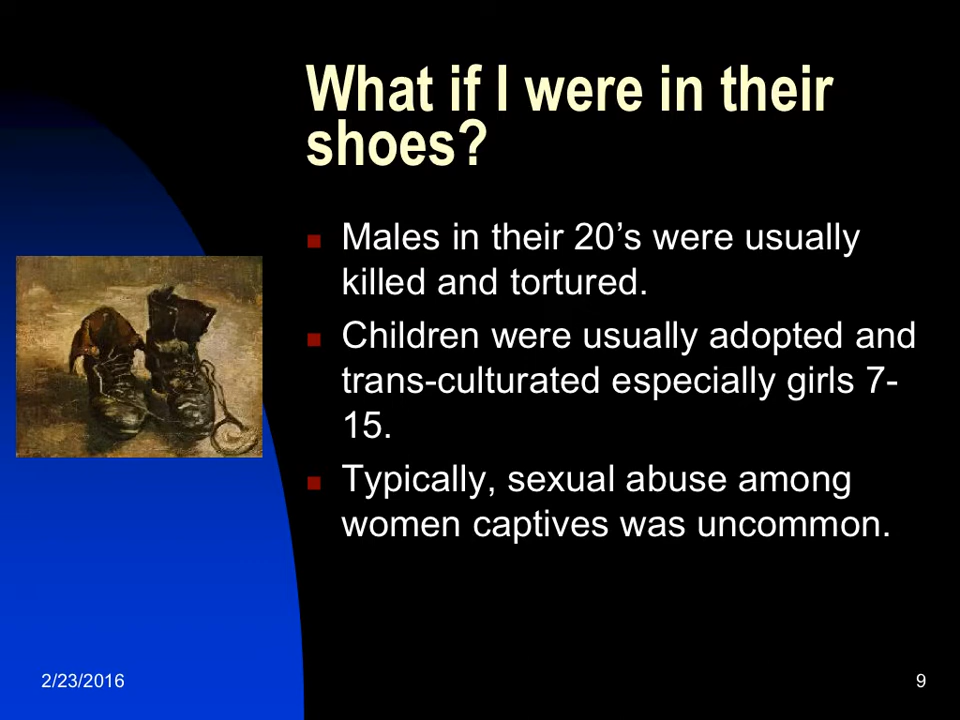 What if I were in their
shoes?
Males in their 20’s were usually
killed and tortured.
Children were usually adopted and
trans-culturated especially girls 7-
15.
Typically, sexual abuse among
women captives was uncommon.
2/23/2016
9